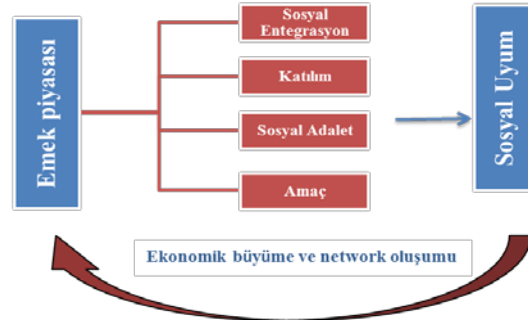 Emek piyasası
Sosyal
Entegrasyon
Katılım
Sosyal Adalet
Amaç
Sosyal Uyum
Ekonomik büyüme ve network oluşumu